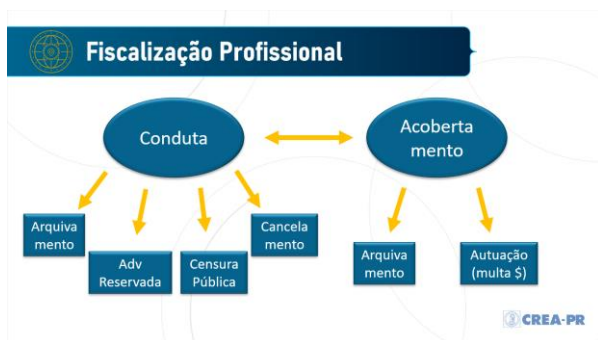 Fiscalização Profissional
Conduta
Acoberta
mento
Arquiva
mento
Adv
Reservada
Censura
Pública
Cancela
mento
Arquiva
mento
Autuação
(multa $)
CREA-PR